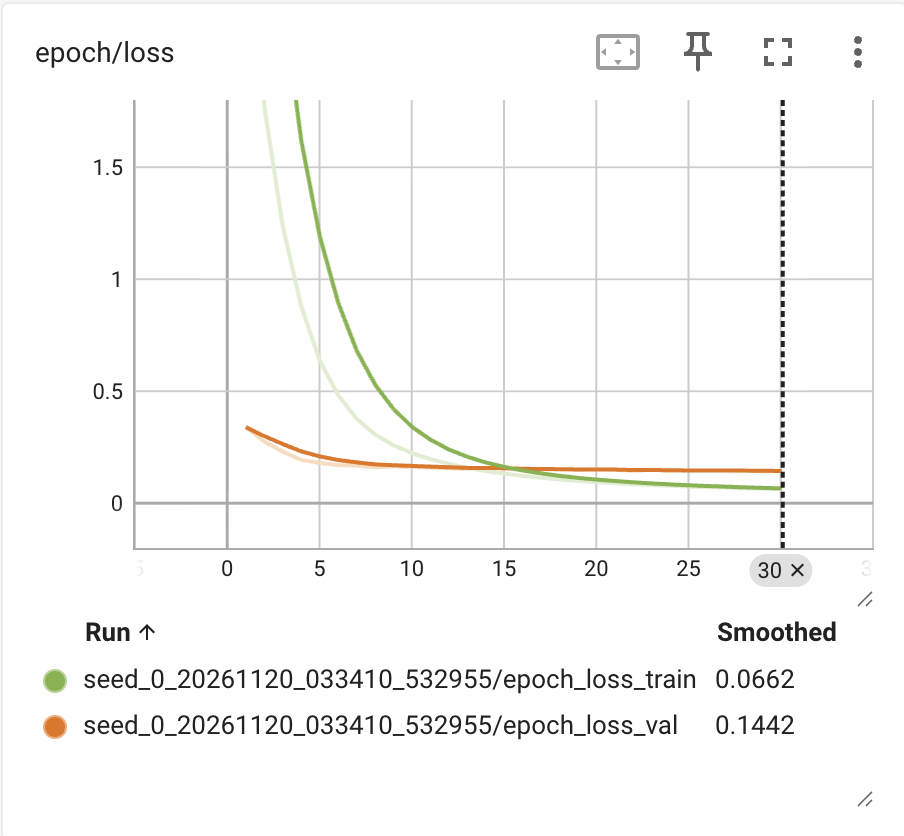 epoch/loss
1.5
1
0.5
0
0 5 10 15 20 25 30 ×
Run ↑ Smoothed
seed_0_20261120_033410_532955/epoch_loss_train 0.0662
seed_0_20261120_033410_532955/epoch_loss_val 0.1442